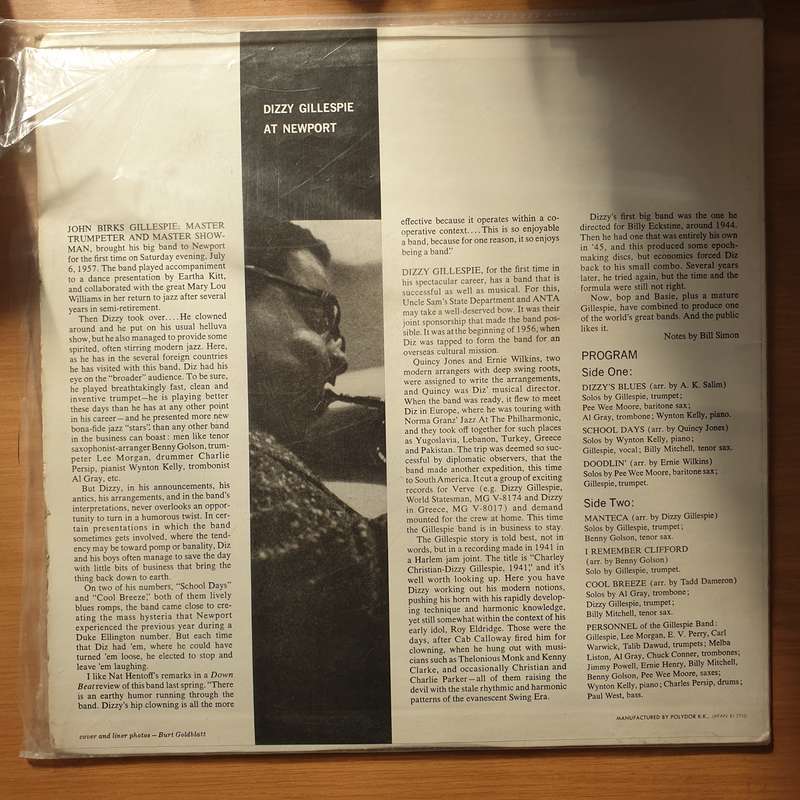 DIZZY GILLESPIE
AT NEWPORT
JOHN BIRKS GILLESPIE: MASTER
TRUMPETER AND MASTER SHOW-
MAN, brought his big band to Newport
for the first time on Saturday evening, July
6, 1957. The band played accompaniment
to a dance presentation by Eartha Kitt,
and collaborated with the great Mary Lou
Williams in her return to jazz after several
years in semi-retirement.
Then Dizzy took over....He clowned
around and he put on his usual helluva
show, but he also managed to provide some
spirited, often stirring modern jazz. Here,
as he has in the several foreign countries
he has visited with this band, Diz had his
eye on the "broader" audience. To be sure,
he played breathtakingly fast, clean and
inventive trumpet—he is playing better
these days than he has at any other point
in his career—and he presented more new
bona-fide jazz "stars", than any other band
in the business can boast: men like tenor
saxophonist-arranger Benny Golson, trum-
peter Lee Morgan, drummer Charlie
Persip, pianist Wynton Kelly, trombonist
Al Gray, etc.
But Dizzy, in his announcements, his
antics, his arrangements, and in the band's
interpretations, never overlooks an oppor-
tunity to turn in a humorous twist. In cer-
tain presentations in which the band
sometimes gets involved, where the ten-
dency may be toward pomp or banality, Diz
and his boys often manage to save the day
with little bits of business that bring the
thing back down to earth.
On two of his numbers, "School Days"
and "Cool Breeze", both of them lively
blues romps, the band came close to cre-
ating the mass hysteria that Newport
experienced the previous year during a
Duke Ellington number. But each time
that Diz had 'em, where he could have
turned 'em loose, he elected to stop and
leave 'em laughing.
I like Nat Hentoff's remarks in a Down
Beat review of this band last spring. "There
is an earthy humor running through the
band. Dizzy's hip clowning is all the more
cover and liner photos — Burt Goldblatt
effective because it operates within a co-
operative context....This is so enjoyable
a band, because for one reason, it so enjoys
being a band."
DIZZY GILLESPIE, for the first time in
his spectacular career, has a band that is
successful as well as musical. For this,
Uncle Sam's State Department and ANTA
may take a well-deserved bow. It was their
joint sponsorship that made the band pos-
sible. It was at the beginning of 1956, when
Diz was tapped to form the band for an
overseas cultural mission.
Quincy Jones and Ernie Wilkins, two
modern arrangers with deep swing roots,
were assigned to write the arrangements,
and Quincy was Diz' musical director.
When the band was ready, it flew to meet
Diz in Europe, where he was touring with
Norma Granz' Jazz At The Philharmonic,
and they took off together for such places
as Yugoslavia, Lebanon, Turkey, Greece
and Pakistan. The trip was deemed so suc-
cessful by diplomatic observers, that the
band made another expedition, this time
to South America. It cut a group of exciting
records for Verve (e.g. Dizzy Gillespie,
World Statesman, MG V-8174 and Dizzy
in Greece, MG V-8017) and demand
mounted for the crew at home. This time
the Gillespie band is in business to stay.
The Gillespie story is told best, not in
words, but in a recording made in 1941 in
a Harlem jam joint. The title is "Charley
Christian-Dizzy Gillespie, 1941," and it's
well worth looking up. Here you have
Dizzy working out his modern notions,
pushing his horn with his rapidly develop-
ing technique and harmonic knowledge,
yet still somewhat within the context of his
early idol, Roy Eldridge. Those were the
days, after Cab Calloway fired him for
clowning, when he hung out with musi-
cians such as Thelonious Monk and Kenny
Clarke, and occasionally Christian and
Charlie Parker—all of them raising the
devil with the stale rhythmic and harmonic
patterns of the evanescent Swing Era.
Dizzy's first big band was the one he
directed for Billy Eckstine, around 1944.
Then he had one that was entirely his own
in '45, and this produced some epoch-
making discs, but economics forced Diz
back to his small combo. Several years
later, he tried again, but the time and the
formula were still not right.
Now, bop and Basie, plus a mature
Gillespie, have combined to produce one
of the world's great bands. And the public
likes it.
Notes by Bill Simon
PROGRAM
Side One:
DIZZY'S BLUES (arr. by A. K. Salim)
Solos by Gillespie, trumpet;
Pee Wee Moore, baritone sax;
Al Gray, trombone; Wynton Kelly, piano.
SCHOOL DAYS (arr. by Quincy Jones)
Solos by Wynton Kelly, piano;
Gillespie, vocal; Billy Mitchell, tenor sax.
DOODLIN' (arr. by Ernie Wilkins)
Solos by Pee Wee Moore, baritone sax;
Gillespie, trumpet.
Side Two:
MANTECA (arr. by Dizzy Gillespie)
Solos by Gillespie, trumpet;
Benny Golson, tenor sax.
I REMEMBER CLIFFORD
(arr. by Benny Golson)
Solo by Gillespie, trumpet.
COOL BREEZE (arr. by Tadd Dameron)
Solos by Al Gray, trombone;
Dizzy Gillespie, trumpet;
Billy Mitchell, tenor sax.
PERSONNEL of the Gillespie Band:
Gillespie, Lee Morgan, E. V. Perry, Carl
Warwick, Talib Dawud, trumpets; Melba
Liston, Al Gray, Chuck Conner, trombones;
Jimmy Powell, Ernie Henry, Billy Mitchell,
Benny Golson, Pee Wee Moore, saxes;
Wynton Kelly, piano; Charles Persip, drums;
Paul West, bass.
MANUFACTURED BY POLYDOR K.K., JAPAN